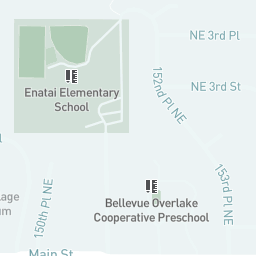 NE 3rd Pl
152nd Pl NE
NE 3rd St
Enatai Elementary
School
153rd Pl NE
150th Pl NE
Bellevue Overlake
Cooperative Preschool
Main St